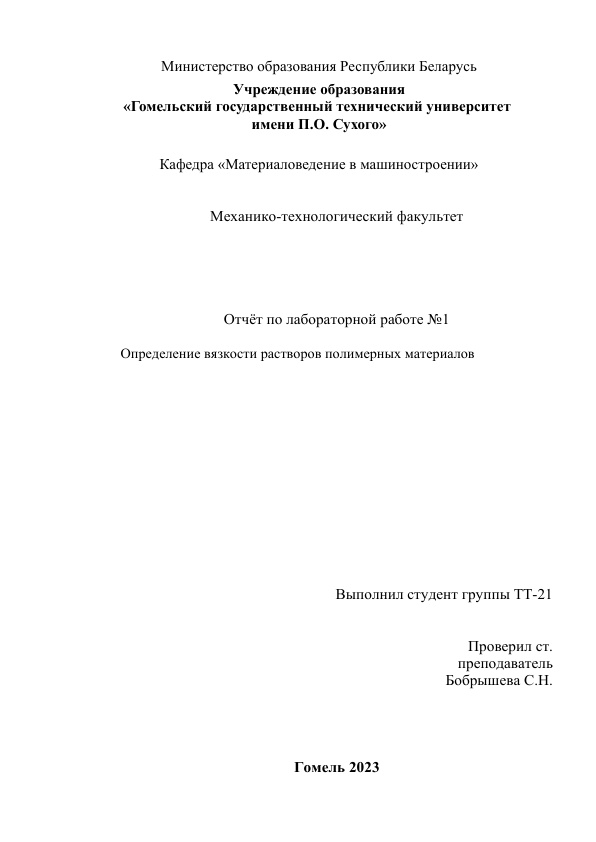 Министерство образования Республики Беларусь
Учреждение образования
«Гомельский государственный технический университет
имени П.О. Сухого»
Кафедра «Материаловедение в машиностроении»
Механико-технологический факультет
Отчёт по лабораторной работе №1
Определение вязкости растворов полимерных материалов
Выполнил студент группы ТТ-21
Проверил ст.
преподаватель
Бобрышева С.Н.
Гомель 2023